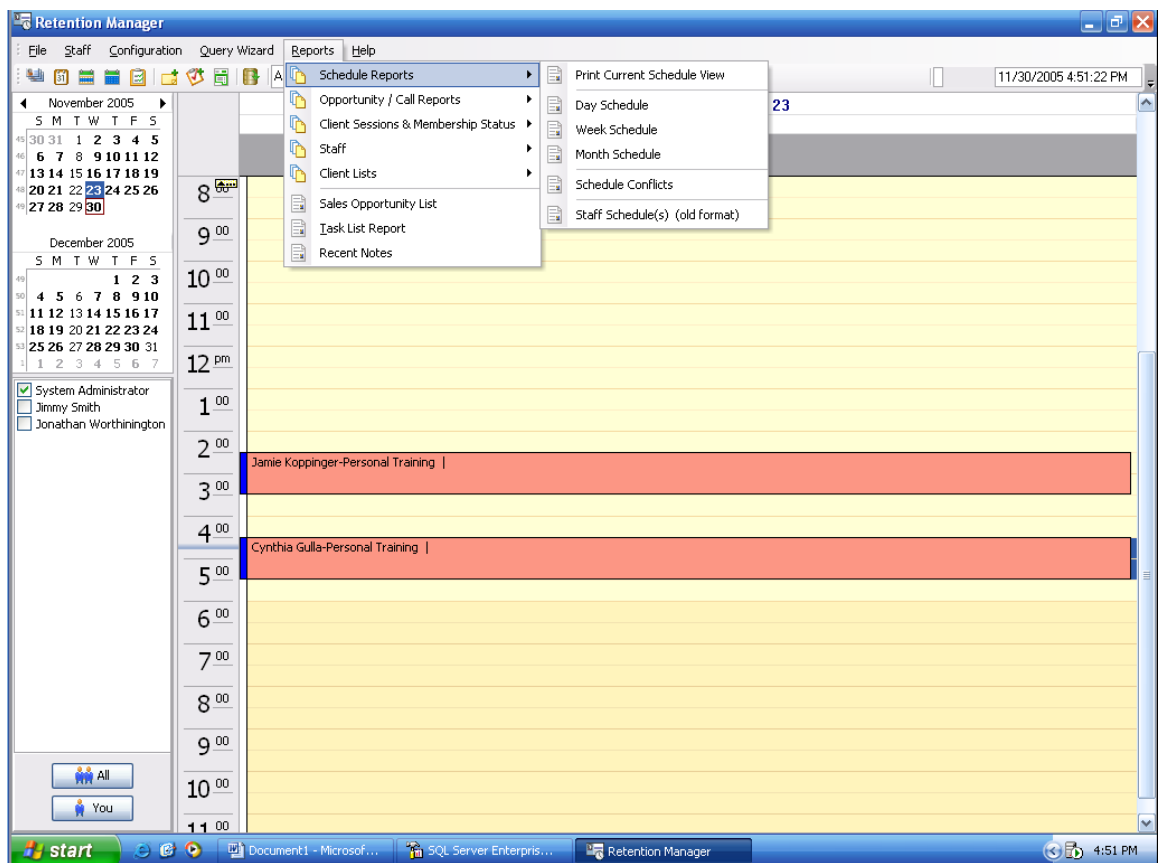 Retention Manager
File Staff Configuration Query Wizard Reports Help
A
11/30/2005 4:51:22 PM
Schedule Reports
Opportunity / Call Reports
Client Sessions & Membership Status
Staff
Client Lists
Sales Opportunity List
Task List Report
Recent Notes
Print Current Schedule View
Day Schedule
Week Schedule
Month Schedule
Schedule Conflicts
Staff Schedule(s) (old format)
23
November 2005
S M T W T F S
45 30 31 1 2 3 4 5
46 6 7 8 9 10 11 12
47 13 14 15 16 17 18 19
48 20 21 22 23 24 25 26
49 27 28 29 30
December 2005
S M T W T F S
49 1 2 3
50 4 5 6 7 8 9 10
51 11 12 13 14 15 16 17
52 18 19 20 21 22 23 24
53 25 26 27 28 29 30 31
1 1 2 3 4 5 6 7
System Administrator
Jimmy Smith
Jonathan Worthinington
All
You
8
9 00
10 00
11 00
12 pm
1 00
2 00
Jamie Koppinger-Personal Training |
3 00
4 00
Cynthia Gulla-Personal Training |
5 00
6 00
7 00
8 00
9 00
10 00
11 00
start
Document1 - Microsof...
SQL Server Enterpris...
Retention Manager
4:51 PM